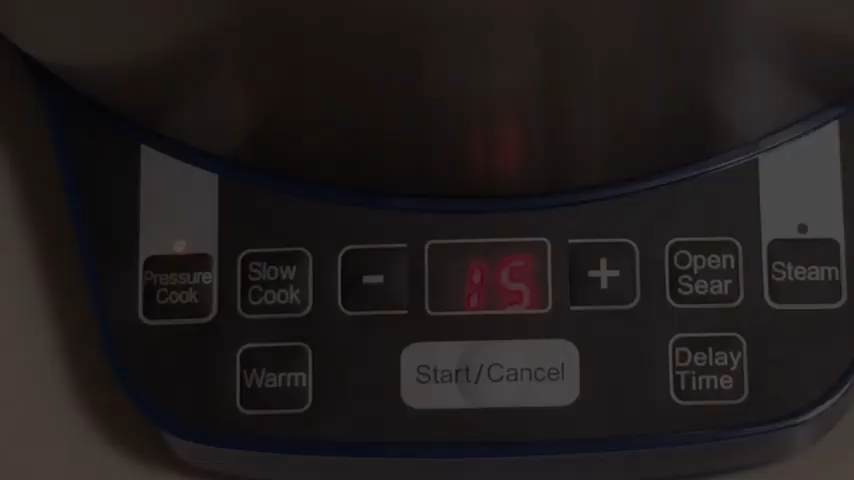 Pressure
Cook
Slow
Cook
-
15
+
Open
Sear
Steam
Warm
Start/Cancel
Delay
Time